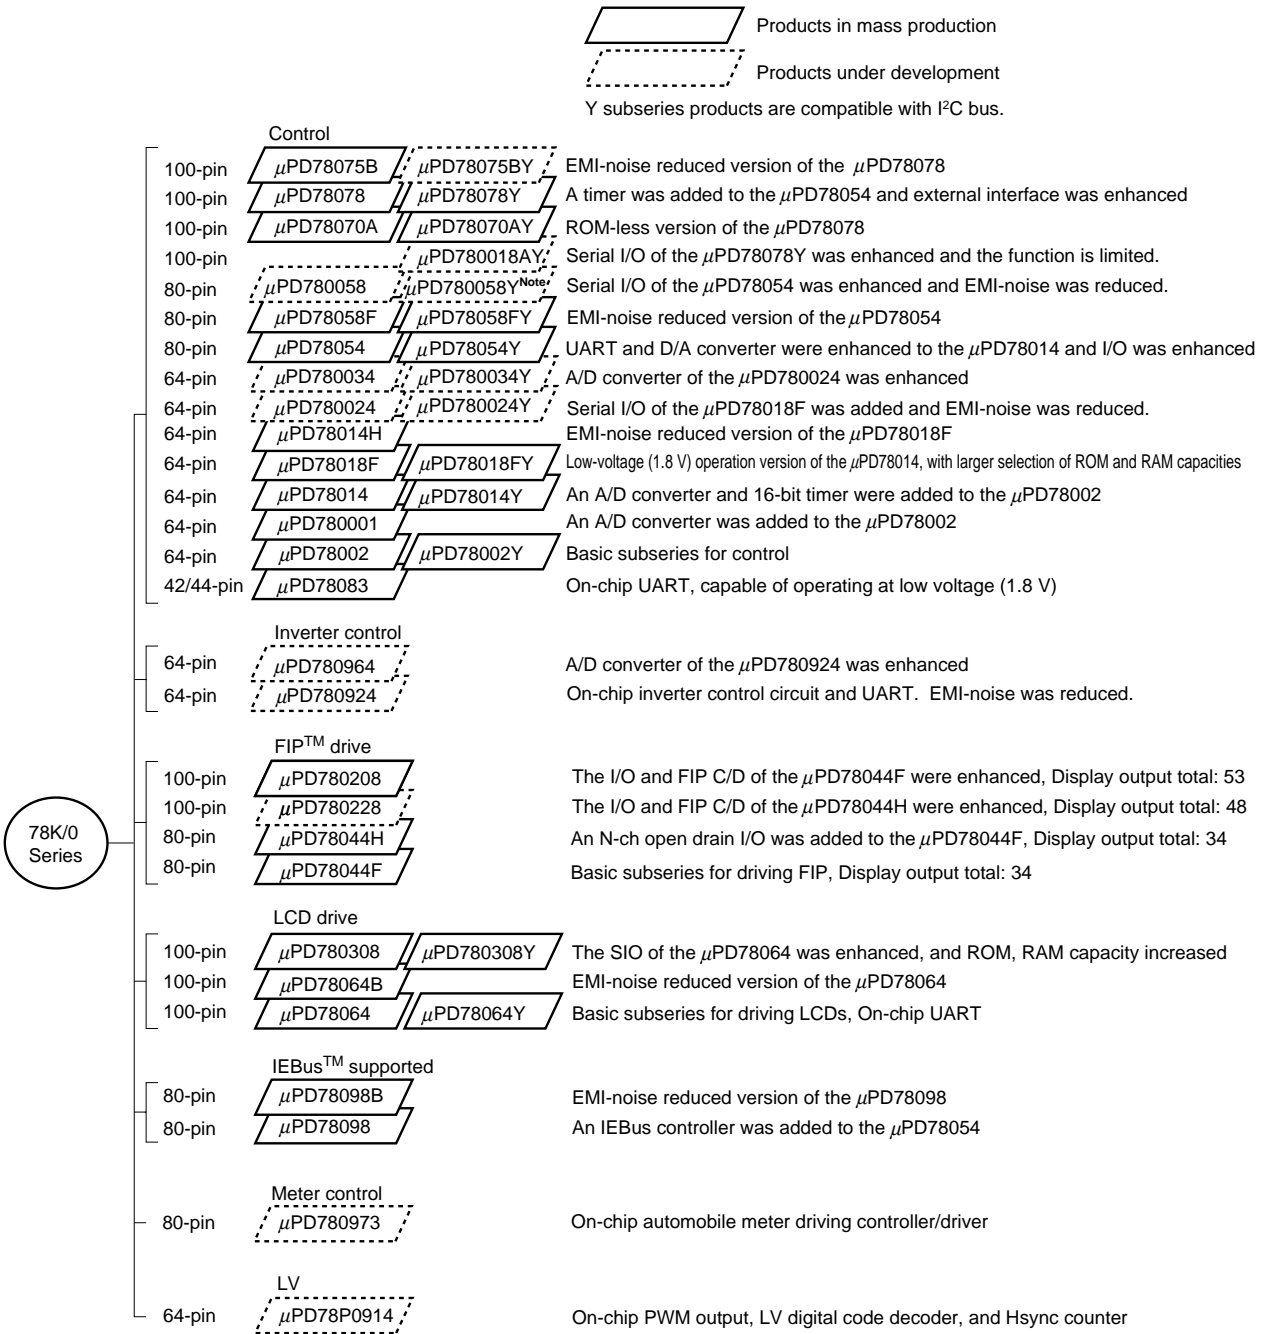 Products in mass production
Products under development
Y subseries products are compatible with I²C bus.
Control
100-pin μPD78075B μPD78075BY EMI-noise reduced version of the μPD78078
100-pin μPD78078 μPD78078Y A timer was added to the μPD78054 and external interface was enhanced
100-pin μPD78070A μPD78070AY ROM-less version of the μPD78078
100-pin μPD780018AY Serial I/O of the μPD78078Y was enhanced and the function is limited.
80-pin μPD780058 μPD780058Y Note Serial I/O of the μPD78054 was enhanced and EMI-noise was reduced.
80-pin μPD78058F μPD78058FY EMI-noise reduced version of the μPD78054
80-pin μPD78054 μPD78054Y UART and D/A converter were enhanced to the μPD78014 and I/O was enhanced
64-pin μPD780034 μPD780034Y A/D converter of the μPD780024 was enhanced
64-pin μPD780024 μPD780024Y Serial I/O of the μPD78018F was added and EMI-noise was reduced.
64-pin μPD78014H EMI-noise reduced version of the μPD78018F
64-pin μPD78018F μPD78018FY Low-voltage (1.8 V) operation version of the μPD78014, with larger selection of ROM and RAM capacities
64-pin μPD78014 μPD78014Y An A/D converter and 16-bit timer were added to the μPD78002
64-pin μPD780001 An A/D converter was added to the μPD78002
64-pin μPD78002 μPD78002Y Basic subseries for control
42/44-pin μPD78083 On-chip UART, capable of operating at low voltage (1.8 V)
Inverter control
64-pin μPD780964 A/D converter of the μPD780924 was enhanced
64-pin μPD780924 On-chip inverter control circuit and UART. EMI-noise was reduced.
FIP™ drive
100-pin μPD780208 The I/O and FIP C/D of the μPD78044F were enhanced, Display output total: 53
100-pin μPD780228 The I/O and FIP C/D of the μPD78044H were enhanced, Display output total: 48
80-pin μPD78044H An N-ch open drain I/O was added to the μPD78044F, Display output total: 34
80-pin μPD78044F Basic subseries for driving FIP, Display output total: 34
78K/0
Series
LCD drive
100-pin μPD780308 μPD780308Y The SIO of the μPD78064 was enhanced, and ROM, RAM capacity increased
100-pin μPD78064B EMI-noise reduced version of the μPD78064
100-pin μPD78064 μPD78064Y Basic subseries for driving LCDs, On-chip UART
IEBus™ supported
80-pin μPD78098B EMI-noise reduced version of the μPD78098
80-pin μPD78098 An IEBus controller was added to the μPD78054
Meter control
80-pin μPD780973 On-chip automobile meter driving controller/driver
LV
64-pin μPD78P0914 On-chip PWM output, LV digital code decoder, and Hsync counter